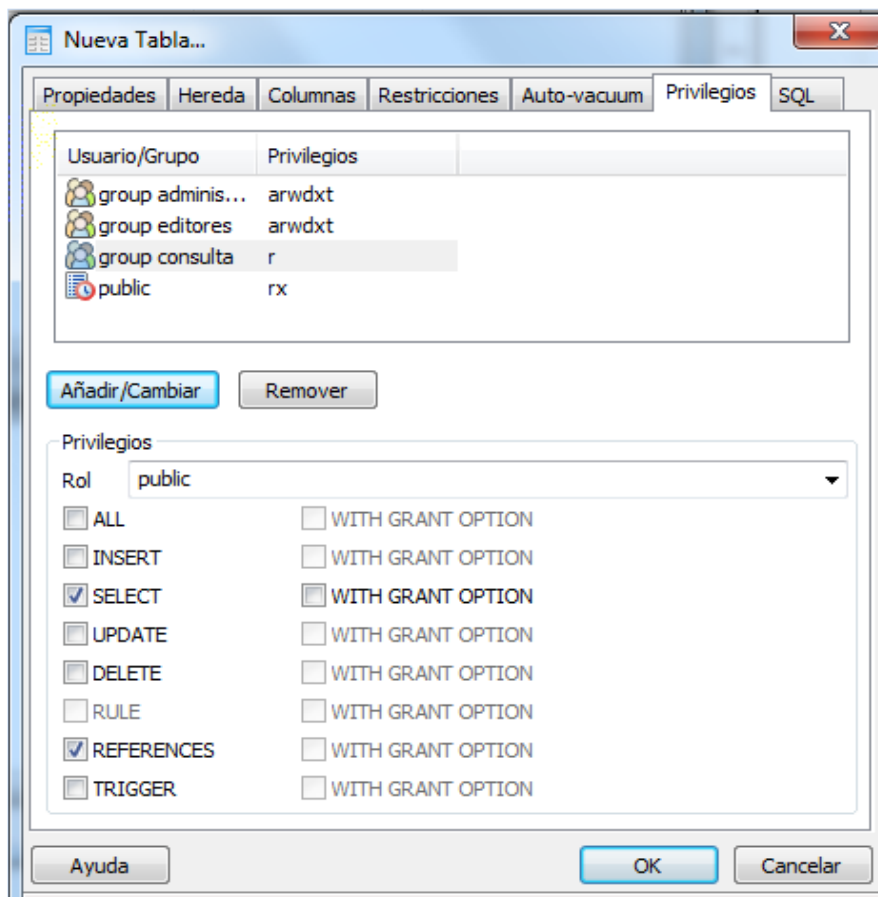 Nueva Tabla...
Propiedades Hereda Columnas Restricciones Auto-vacuum Privilegios SQL
Usuario/Grupo Privilegios
group adminis... arwdxt
group editores arwdxt
group consulta r
public rx
Añadir/Cambiar Remover
Privilegios
Rol public
ALL WITH GRANT OPTION
INSERT WITH GRANT OPTION
SELECT WITH GRANT OPTION
UPDATE WITH GRANT OPTION
DELETE WITH GRANT OPTION
RULE WITH GRANT OPTION
REFERENCES WITH GRANT OPTION
TRIGGER WITH GRANT OPTION
Ayuda OK Cancelar